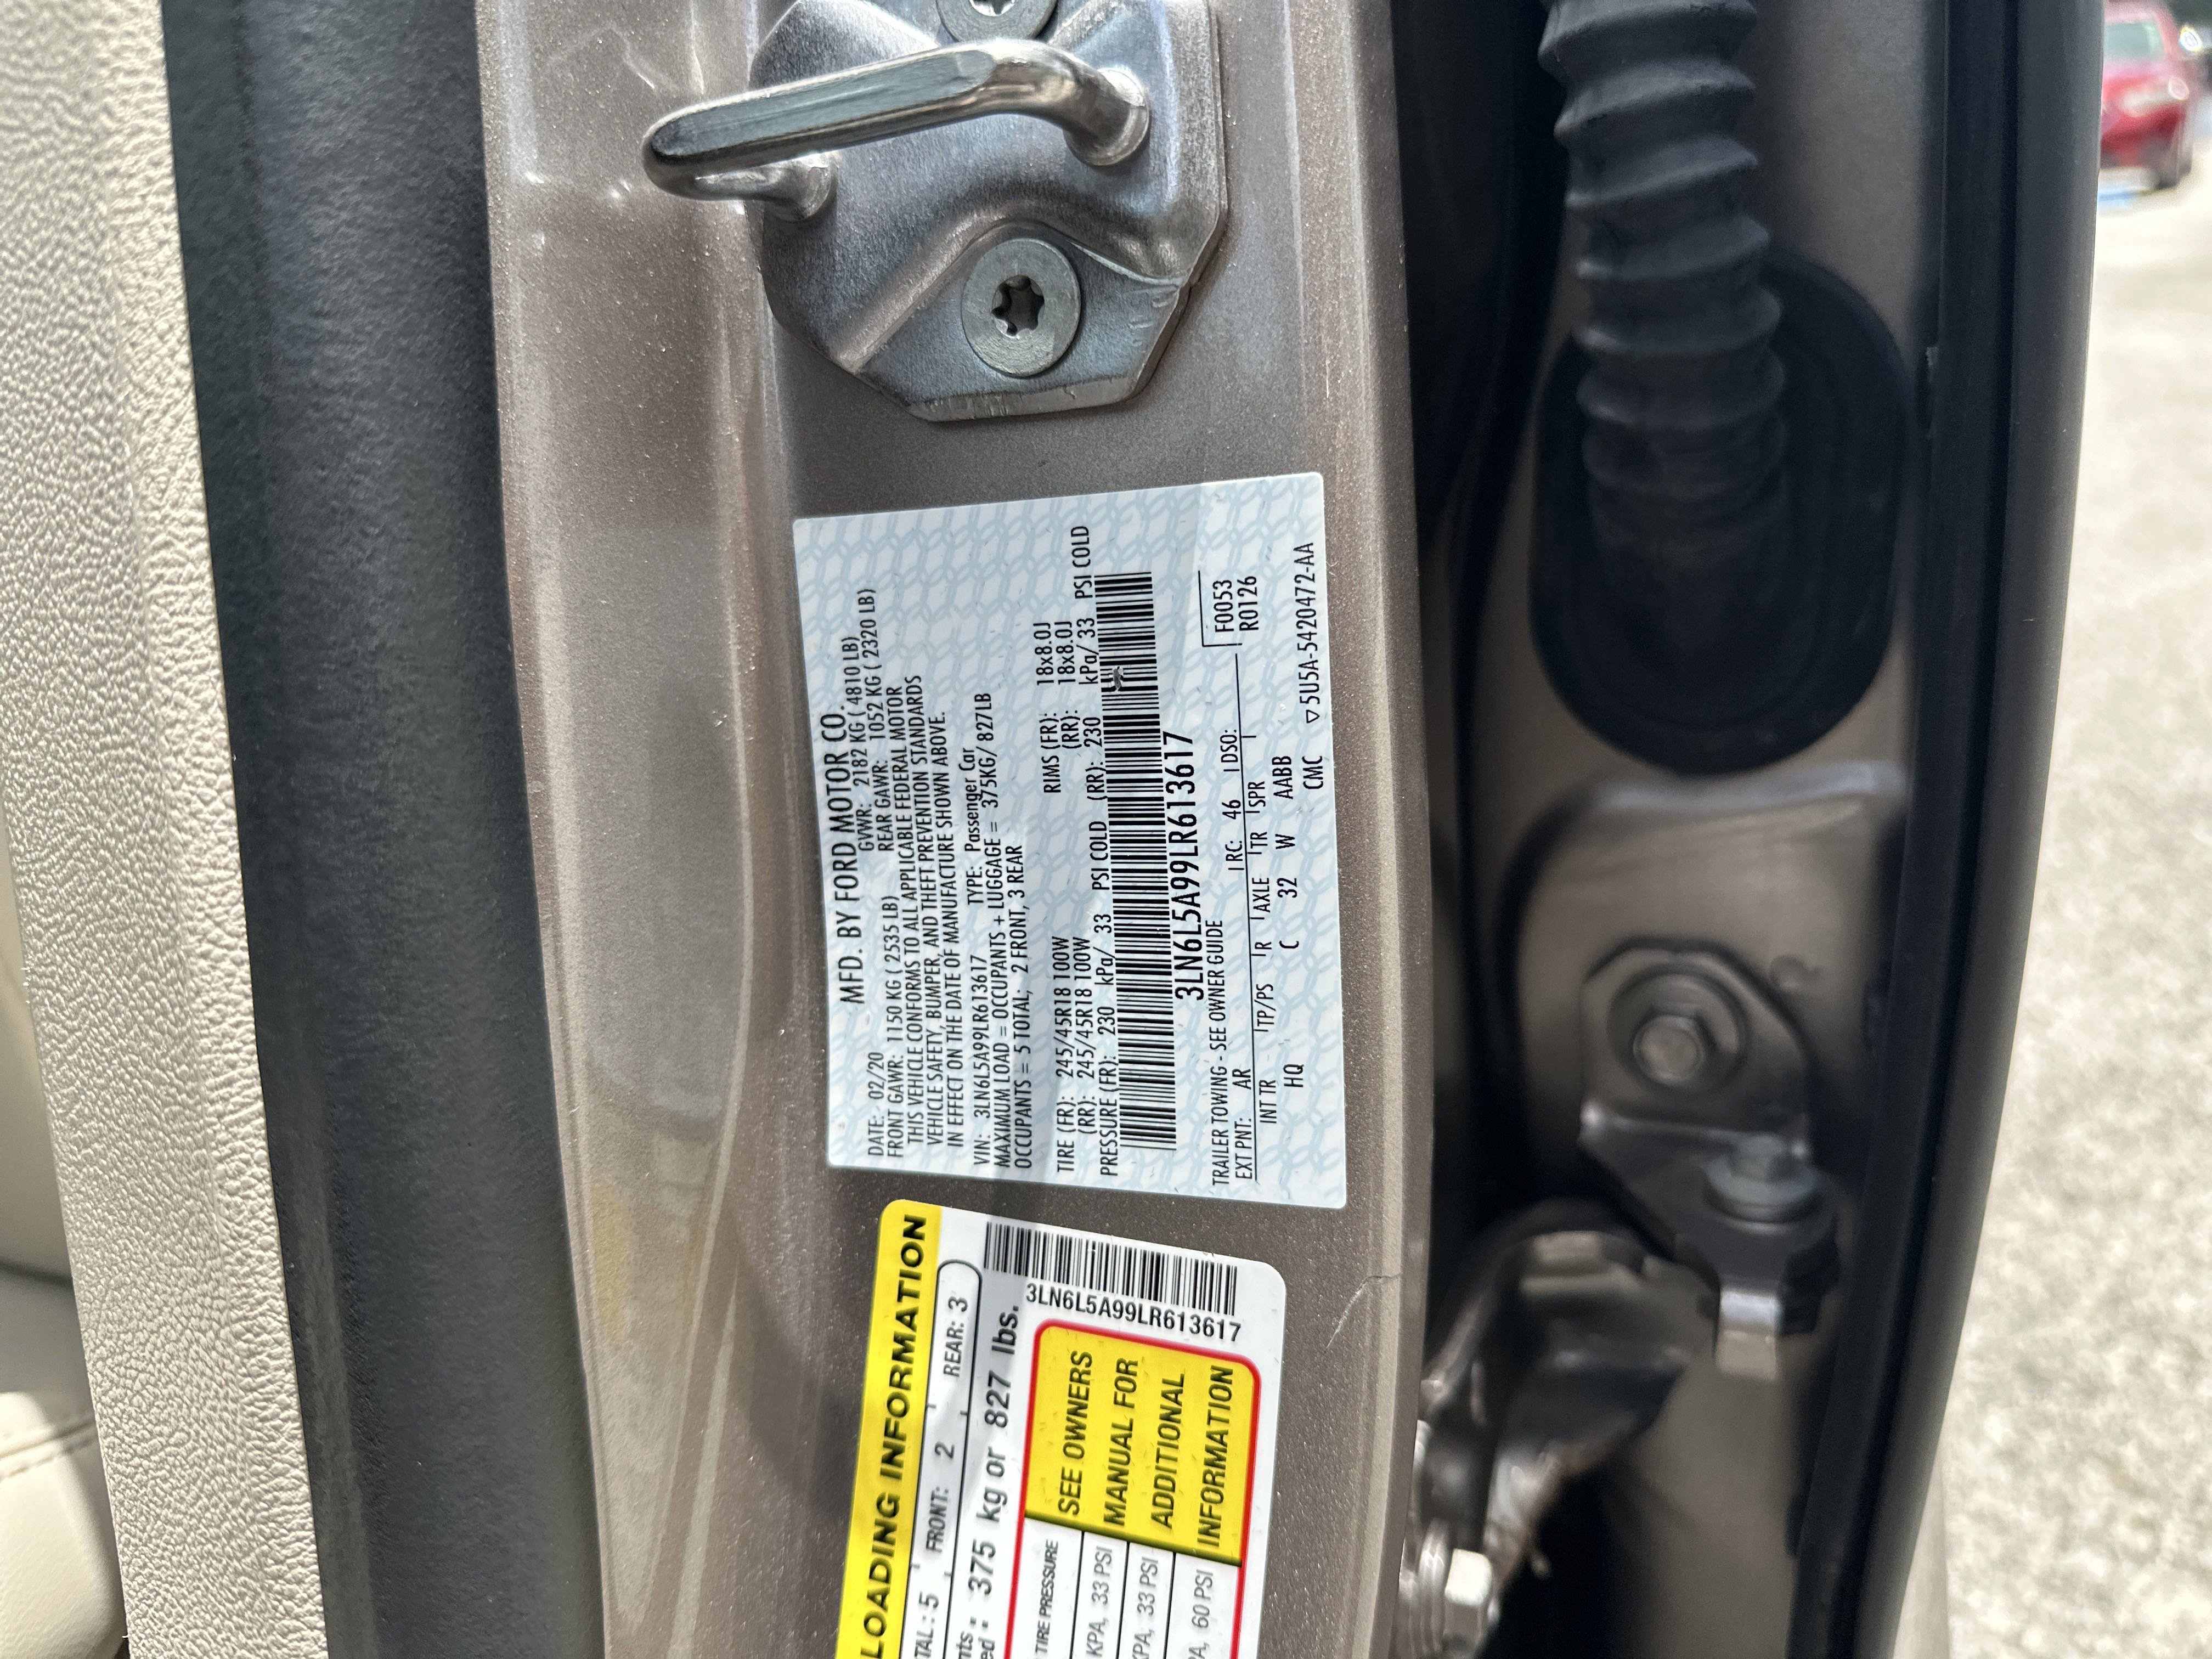 MFD. BY FORD MOTOR CO.
DATE: 02/20 GVWR: 2182 KG ( 4810 LB)
FRONT GAWR: 1150 KG ( 2535 LB) REAR GAWR: 1052 KG ( 2320 LB)
THIS VEHICLE CONFORMS TO ALL APPLICABLE FEDERAL MOTOR
VEHICLE SAFETY, BUMPER, AND THEFT PREVENTION STANDARDS
IN EFFECT ON THE DATE OF MANUFACTURE SHOWN ABOVE.
VIN: 3LN6L5A99LR613617 TYPE: Passenger Car
MAXIMUM LOAD = OCCUPANTS + LUGGAGE = 375KG/ 827LB
OCCUPANTS = 5 TOTAL, 2 FRONT, 3 REAR
TIRE (FR): 245/45R18 100W RIMS (FR): 18x8.0J
(RR): 245/45R18 100W (RR): 18x8.0J
PRESSURE (FR): 230 kPa/ 33 PSI COLD (RR): 230 kPa/ 33 PSI COLD
3LN6L5A99LR613617
TRAILER TOWING - SEE OWNER GUIDE F0053
EXT PNT: AR RC: 46 DSO: R0126
INT TR TP/PS R AXLE TR SPR
HQ C 32 W AABB
CMC ▽5U5A-5420472-AA
LOADING INFORMATION
TAL: 5 FRONT: 2 REAR: 3
nts
ed: 375 kg or 827 lbs.
3LN6L5A99LR613617
TIRE PRESSURE
KPA, 33 PSI
KPA, 33 PSI
PA, 60 PSI
SEE OWNERS
MANUAL FOR
ADDITIONAL
INFORMATION